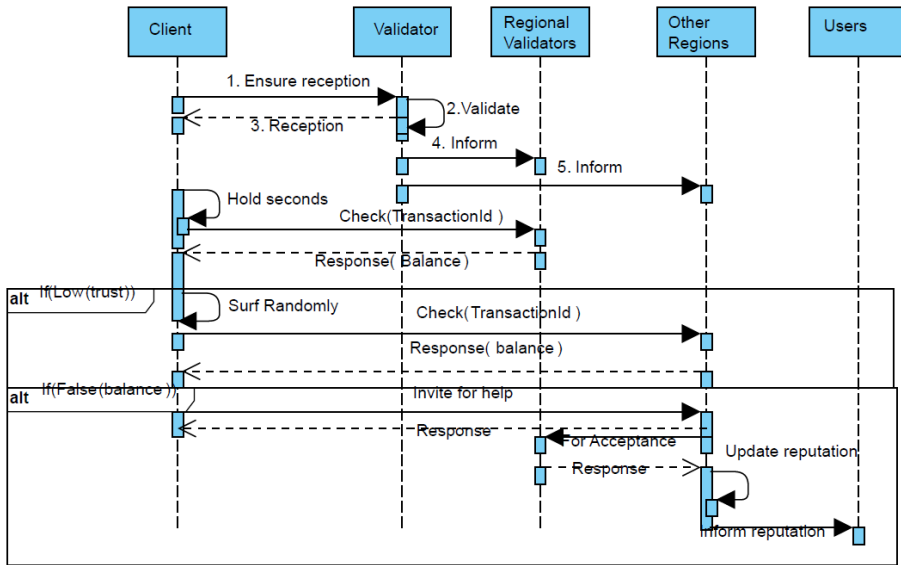 Client
Validator
Regional
Validators
Other
Regions
Users
1. Ensure reception
2.Validate
3. Reception
4. Inform
5. Inform
Hold seconds
Check(TransactionId )
Response( Balance )
alt If(Low(trust))
Surf Randomly
Check(TransactionId )
Response( balance )
alt If(False(balance ))
Invite for help
Response
For Acceptance
Update reputation
Response
Inform reputation